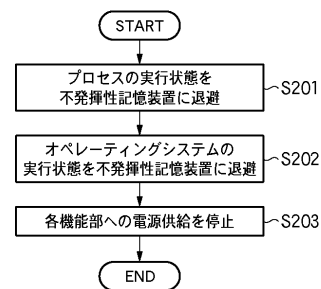 START
プロセスの実行状態を
不発揮性記憶装置に退避
S201
オペレーティングシステムの
実行状態を不発揮性記憶装置に退避
S202
各機能部への電源供給を停止
S203
END